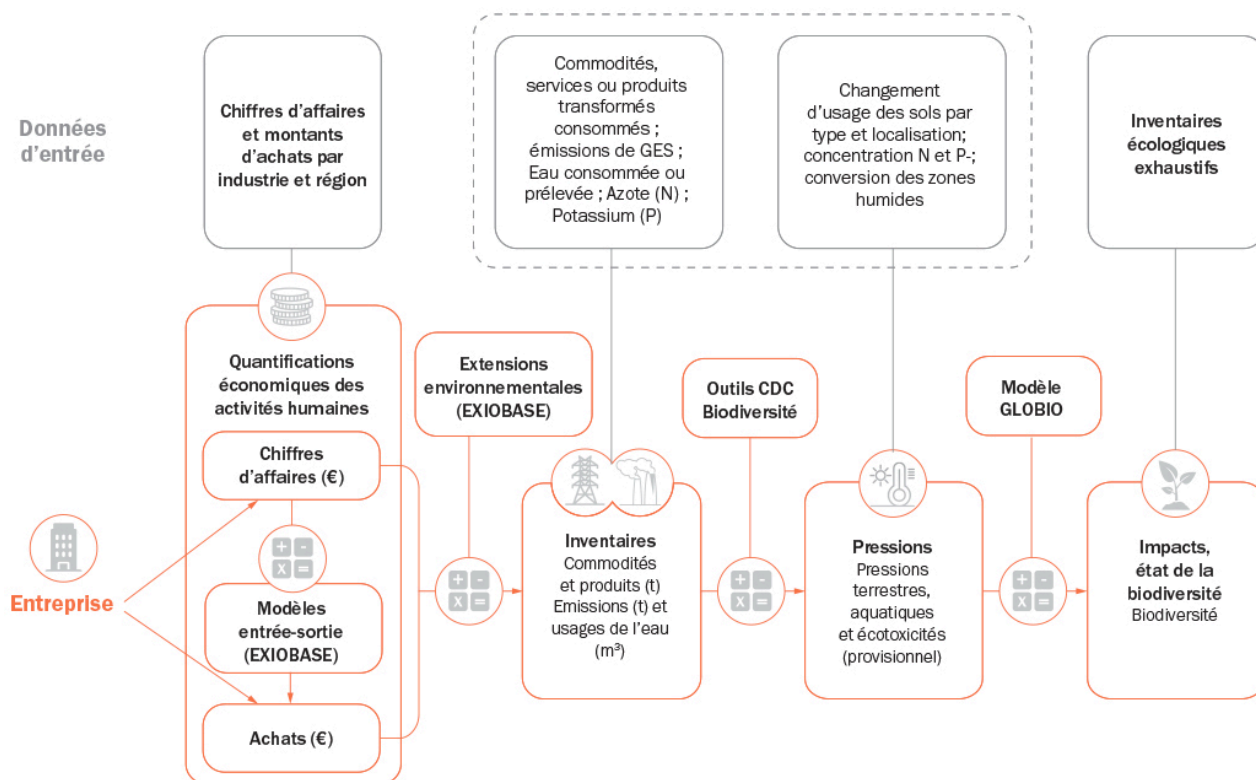 Données
d'entrée
Chiffres d'affaires
et montants
d'achats par
industrie et région
Commodités,
services ou produits
transformés
consommés ;
émissions de GES ;
Eau consommée ou
prélevée ; Azote (N) ;
Potassium (P)
Changement
d'usage des sols par
type et localisation;
concentration N et P-;
conversion des zones
humides
Inventaires
écologiques
exhaustifs
Quantifications
économiques des
activités humaines
Extensions
environnementales
(EXIOBASE)
Outils CDC
Biodiversité
Modèle
GLOBIO
Chiffres
d'affaires (€)
+ -
x =
Modèles
entrée-sortie
(EXIOBASE)
Achats (€)
Entreprise
+ -
x =
Inventaires
Commodités
et produits (t)
Emissions (t) et
usages de l'eau
(m³)
+ -
x =
Pressions
Pressions
terrestres,
aquatiques
et écotoxicités
(provisionnel)
+ -
x =
Impacts,
état de la
biodiversité
Biodiversité